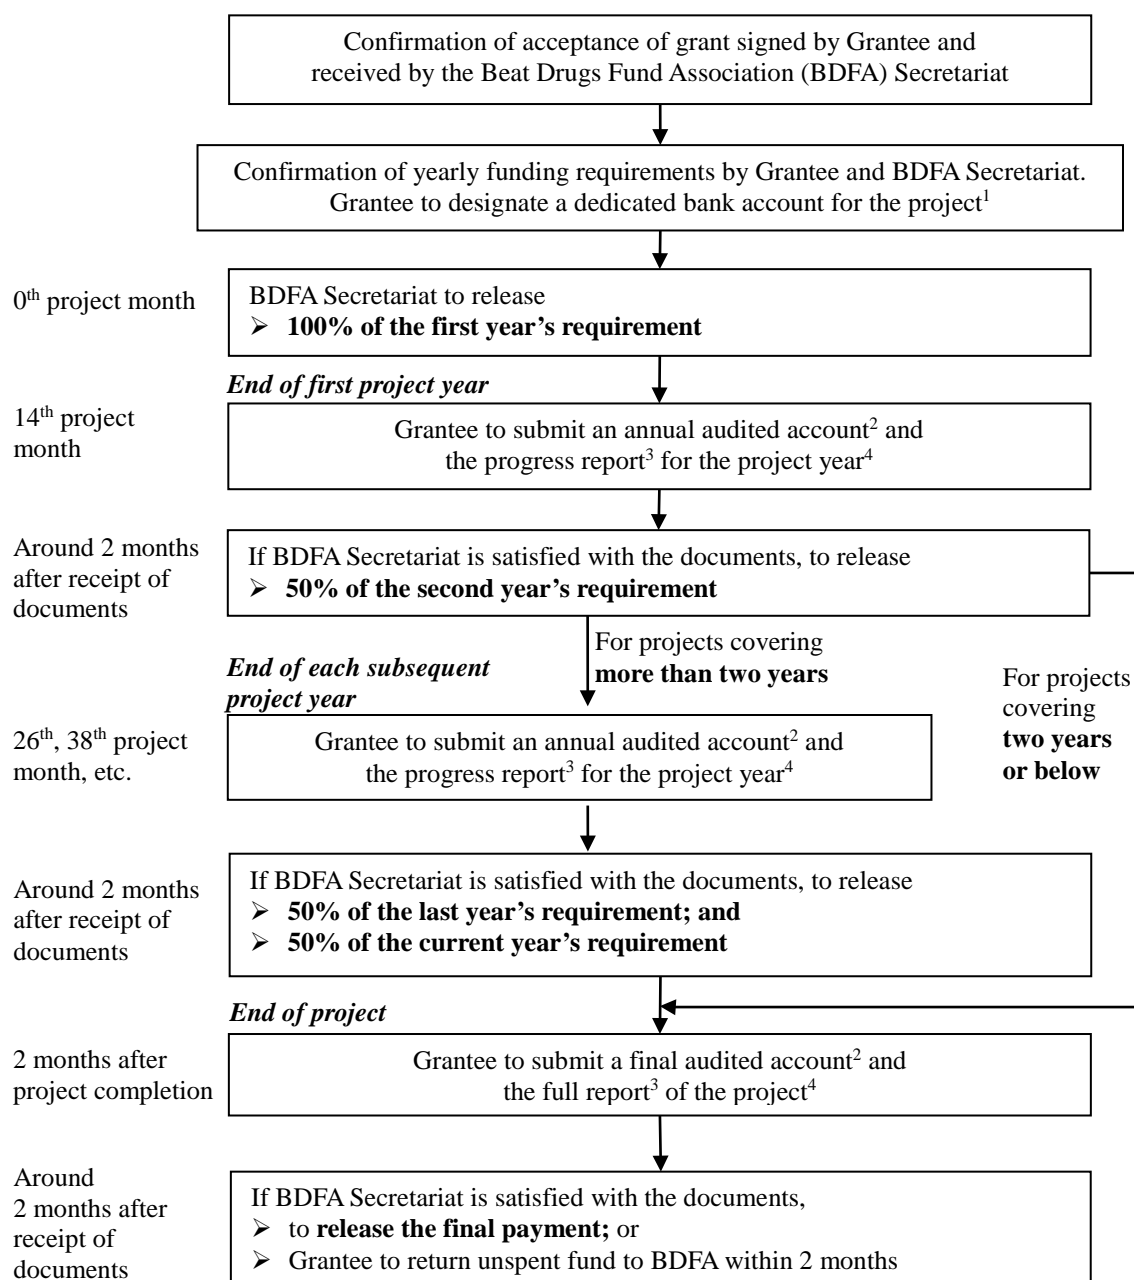 Confirmation of acceptance of grant signed by Grantee and
received by the Beat Drugs Fund Association (BDFA) Secretariat
Confirmation of yearly funding requirements by Grantee and BDFA Secretariat.
Grantee to designate a dedicated bank account for the project¹
0th project month
BDFA Secretariat to release
➢ 100% of the first year’s requirement
End of first project year
14th project
month
Grantee to submit an annual audited account² and
the progress report³ for the project year⁴
Around 2 months
after receipt of
documents
If BDFA Secretariat is satisfied with the documents, to release
➢ 50% of the second year’s requirement
For projects covering
more than two years
For projects
covering
two years
or below
End of each subsequent
project year
26th, 38th project
month, etc.
Grantee to submit an annual audited account² and
the progress report³ for the project year⁴
Around 2 months
after receipt of
documents
If BDFA Secretariat is satisfied with the documents, to release
➢ 50% of the last year’s requirement; and
➢ 50% of the current year’s requirement
End of project
2 months after
project completion
Grantee to submit a final audited account² and
the full report³ of the project⁴
Around
2 months after
receipt of
documents
If BDFA Secretariat is satisfied with the documents,
➢ to release the final payment; or
➢ Grantee to return unspent fund to BDFA within 2 months